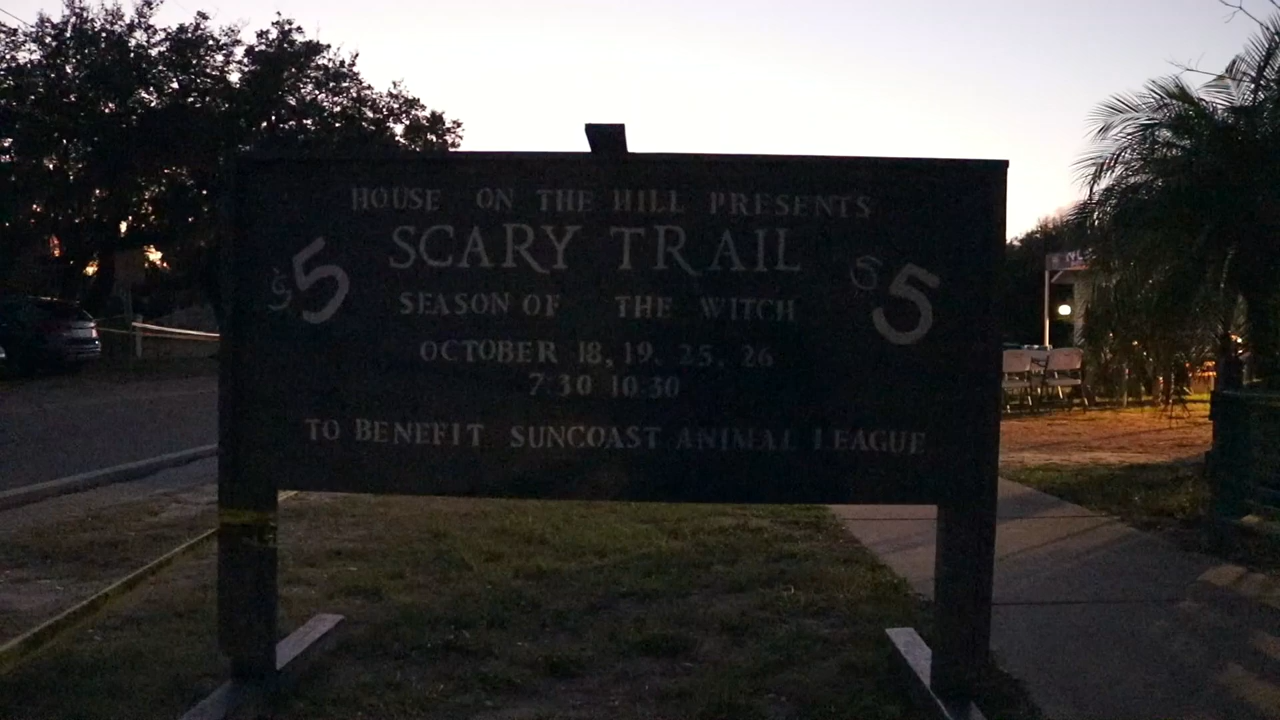 HOUSE ON THE HILL PRESENTS
SCARY TRAIL
$5 $5
SEASON OF THE WITCH
OCTOBER 18, 19, 25, 26
7:30 10:30
TO BENEFIT SUNCOAST ANIMAL LEAGUE